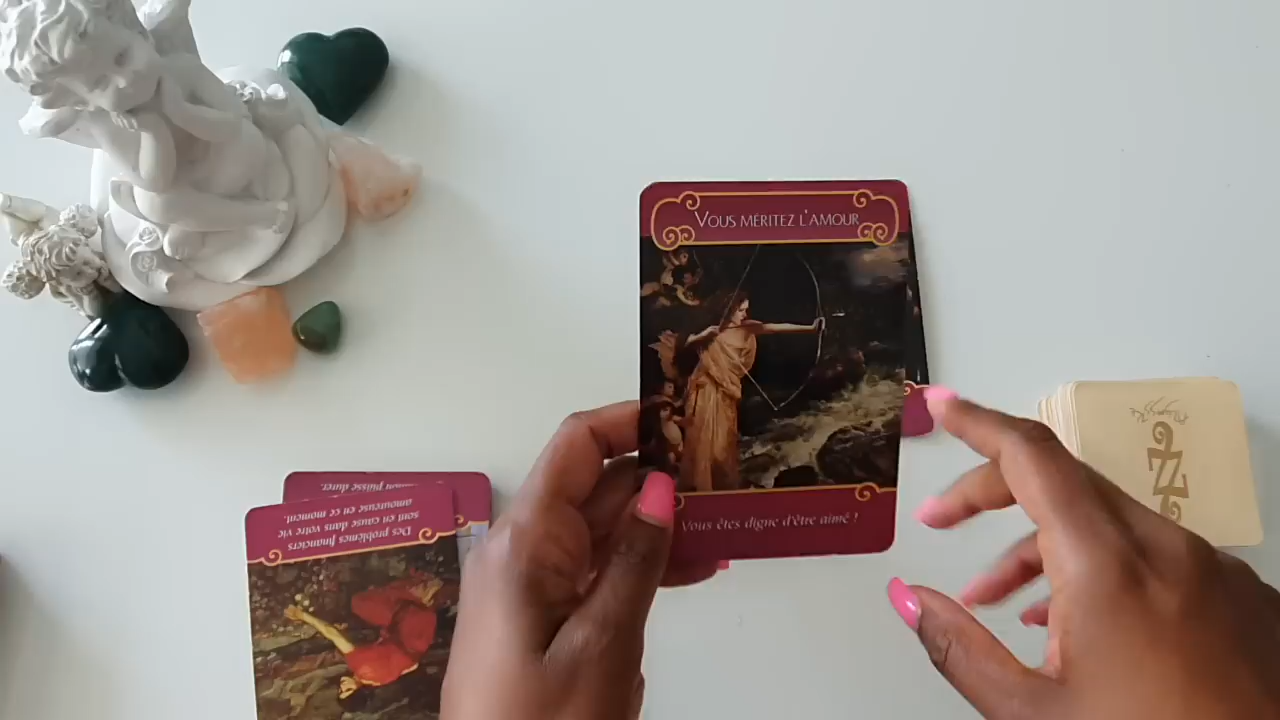 Vous méritez l'amour
Vous êtes digne d'être aimé !
Des problèmes financiers
sont en cause dans votre vie
amoureuse en ce moment.
puisse durer.